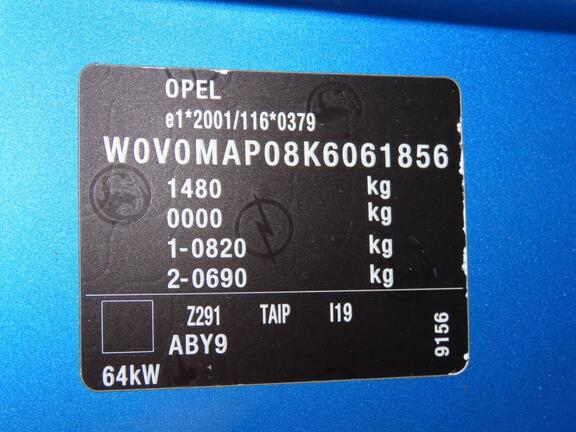 OPEL
e1*2001/116*0379
W0V0MAP08K6061856
1480 kg
0000 kg
1-0820 kg
2-0690 kg
Z291 TAIP I19
ABY9
9156
64kW